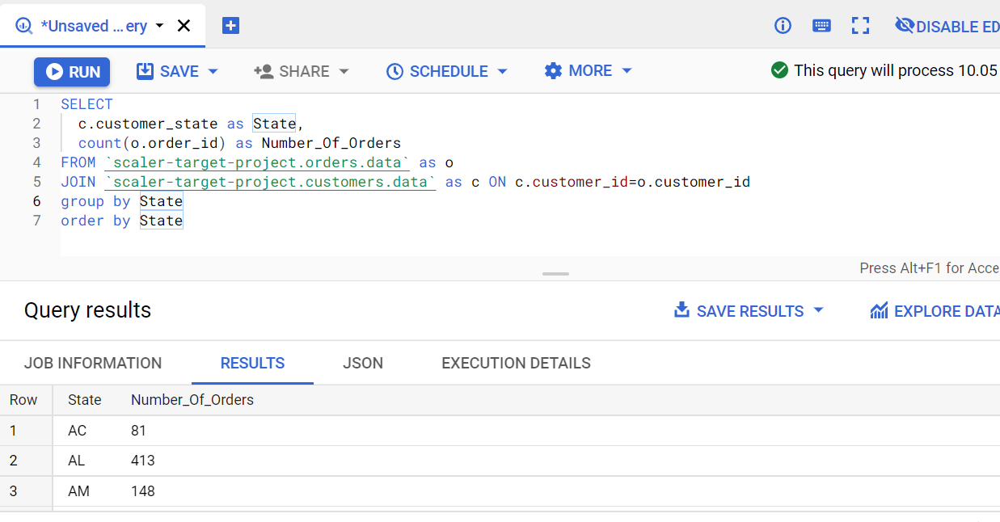 *Unsaved ...ery
DISABLE ED
RUN SAVE SHARE SCHEDULE MORE This query will process 10.05
1 SELECT
2 c.customer_state as State,
3 count(o.order_id) as Number_Of_Orders
4 FROM `scaler-target-project.orders.data` as o
5 JOIN `scaler-target-project.customers.data` as c ON c.customer_id=o.customer_id
6 group by State
7 order by State
Press Alt+F1 for Acce
Query results
SAVE RESULTS EXPLORE DATA
JOB INFORMATION RESULTS JSON EXECUTION DETAILS
Row State Number_Of_Orders
1 AC 81
2 AL 413
3 AM 148